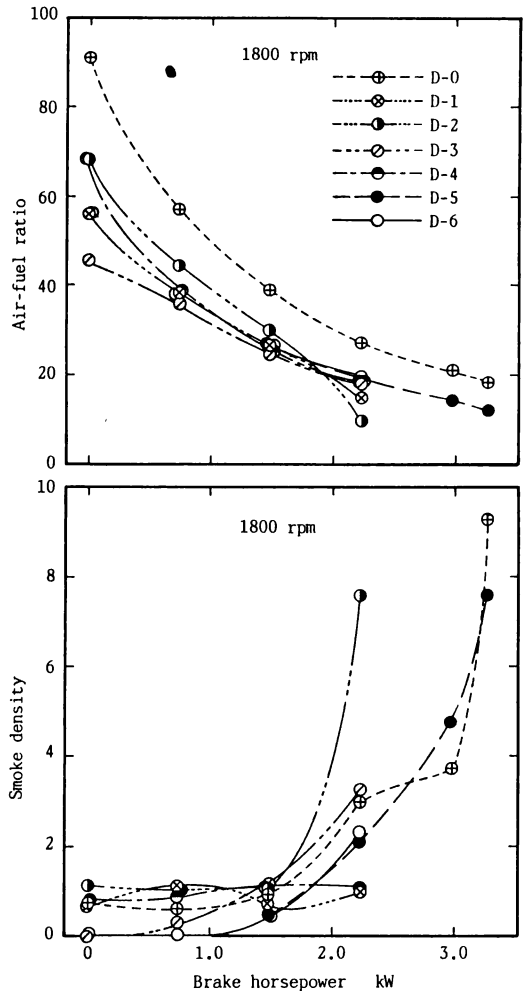 100
80
60
40
20
0
Air-fuel ratio
1800 rpm
D-0
D-1
D-2
D-3
D-4
D-5
D-6
10
8
6
4
2
0
Smoke density
1800 rpm
0 1.0 2.0 3.0
Brake horsepower kW